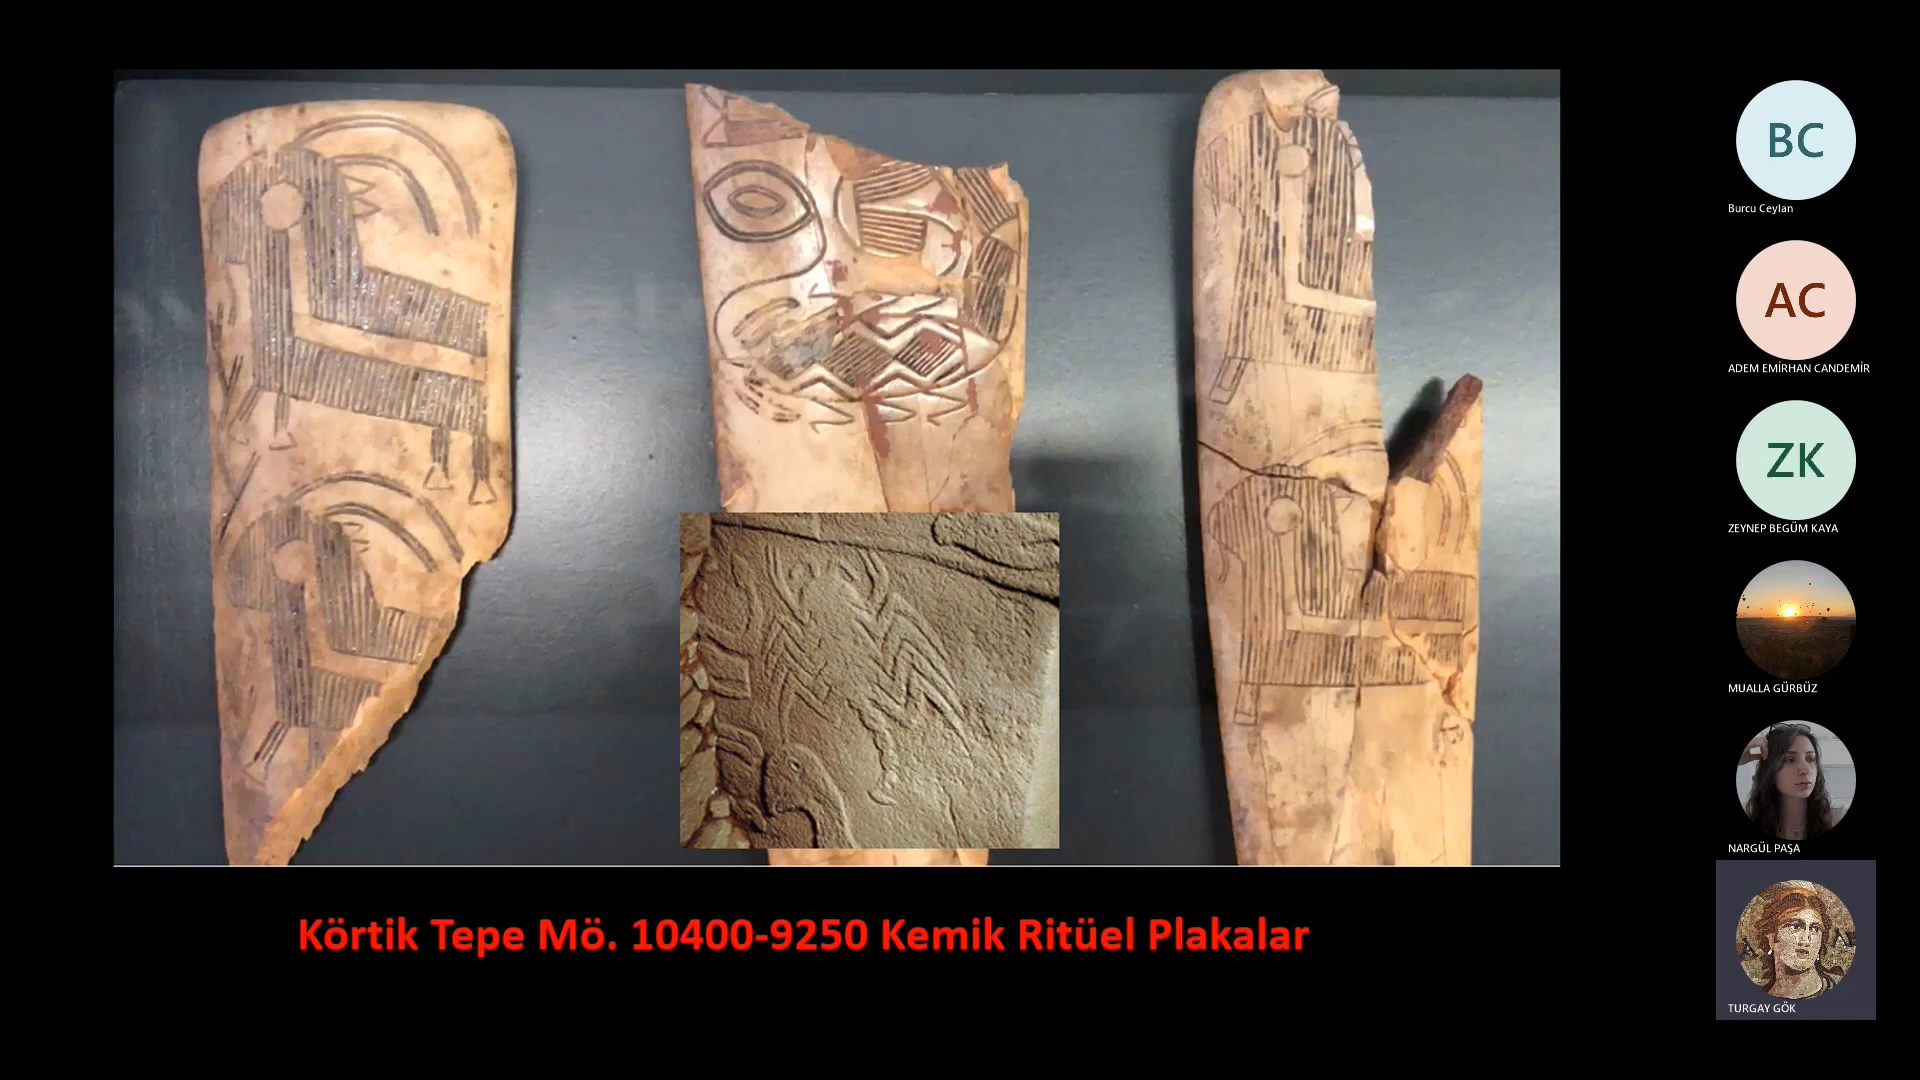 BC
Burcu Ceylan
AC
ADEM EMİRHAN CANDEMİR
ZK
ZEYNEP BEGÜM KAYA
MUALLA GÜRBÜZ
NARGÜL PAŞA
TURGAY GÖK
Körtik Tepe Mö. 10400-9250 Kemik Ritüel Plakalar